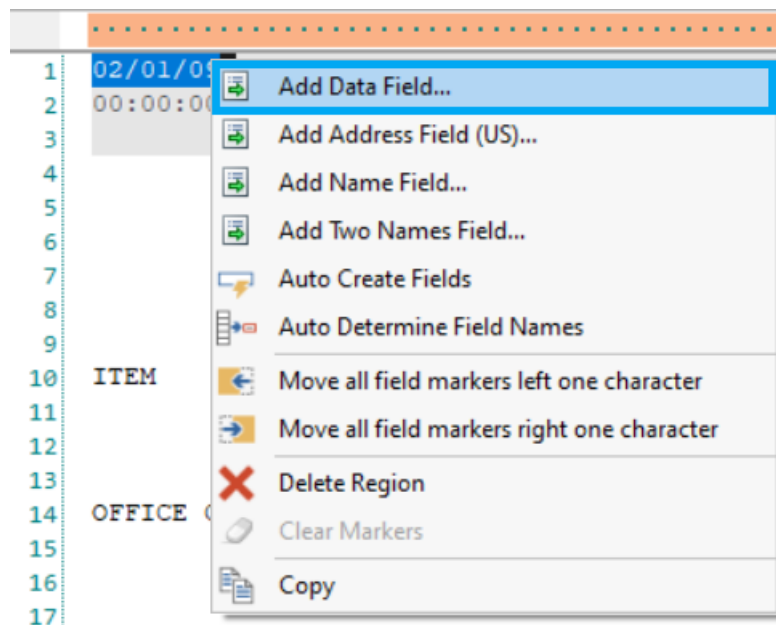 1 02/01/09
2 00:00:00
3
4
5
6
7
8
9
10 ITEM
11
12
13
14 OFFICE
15
16
17
Add Data Field...
Add Address Field (US)...
Add Name Field...
Add Two Names Field...
Auto Create Fields
Auto Determine Field Names
Move all field markers left one character
Move all field markers right one character
Delete Region
Clear Markers
Copy